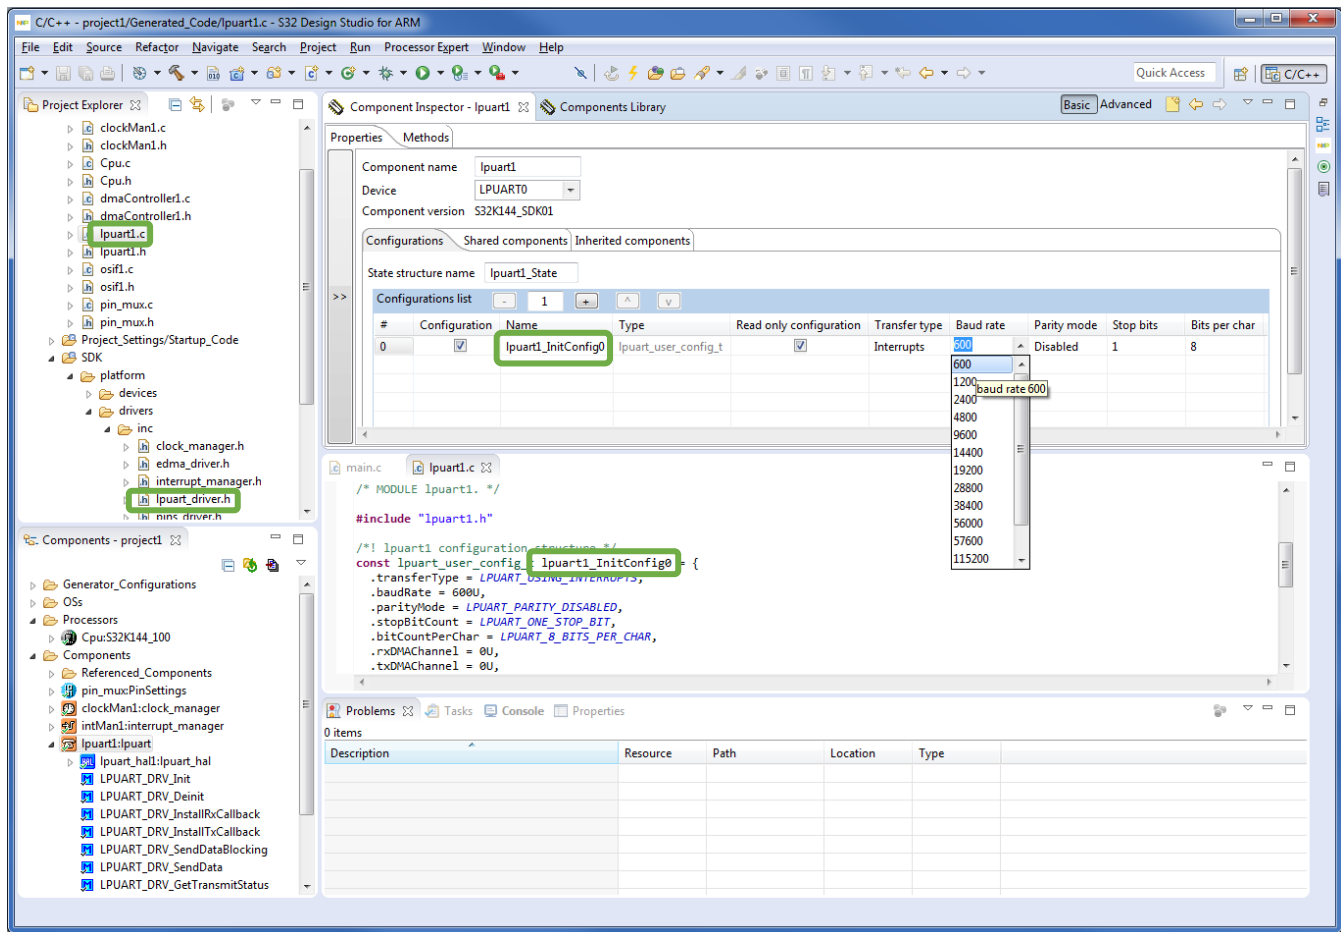 C/C++ - project1/Generated_Code/lpuart1.c - S32 Design Studio for ARM
File Edit Source Refactor Navigate Search Project Run Processor Expert Window Help
Quick Access C/C++
Project Explorer
clockMan1.c
clockMan1.h
Cpu.c
Cpu.h
dmaController1.c
dmaController1.h
lpuart1.c
lpuart1.h
osif1.c
osif1.h
pin_mux.c
pin_mux.h
Project_Settings/Startup_Code
SDK
platform
devices
drivers
inc
clock_manager.h
edma_driver.h
interrupt_manager.h
lpuart_driver.h
pins_driver.h
Components - project1
Generator_Configurations
OSs
Processors
Cpu:S32K144_100
Components
Referenced_Components
pin_mux:PinSettings
clockMan1:clock_manager
intMan1:interrupt_manager
lpuart1:lpuart
lpuart_hal1:lpuart_hal
LPUART_DRV_Init
LPUART_DRV_Deinit
LPUART_DRV_InstallRxCallback
LPUART_DRV_InstallTxCallback
LPUART_DRV_SendDataBlocking
LPUART_DRV_SendData
LPUART_DRV_GetTransmitStatus
Component Inspector - lpuart1 Components Library Basic Advanced
Properties Methods
Component name lpuart1
Device LPUART0
Component version S32K144_SDK01
Configurations Shared components Inherited components
State structure name lpuart1_State
>> Configurations list - 1 + ^ v
# Configuration Name Type Read only configuration Transfer type Baud rate Parity mode Stop bits Bits per char
0 lpuart1_InitConfig0 lpuart_user_config_t Interrupts 600 Disabled 1 8
600
1200
baud rate 600
2400
4800
9600
14400
19200
28800
38400
56000
57600
115200
main.c lpuart1.c
/* MODULE lpuart1. */
#include "lpuart1.h"
/*! lpuart1 configuration structure */
const lpuart_user_config_t lpuart1_InitConfig0 = {
.transferType = LPUART_USING_INTERRUPTS,
.baudRate = 600U,
.parityMode = LPUART_PARITY_DISABLED,
.stopBitCount = LPUART_ONE_STOP_BIT,
.bitCountPerChar = LPUART_8_BITS_PER_CHAR,
.rxDMAChannel = 0U,
.txDMAChannel = 0U,
Problems Tasks Console Properties
0 items
Description Resource Path Location Type